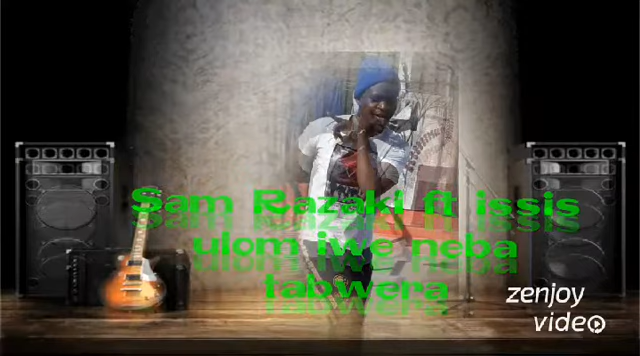 Sam Razaki ft issis
ulom iwe neba
labwera
zenjoy
video